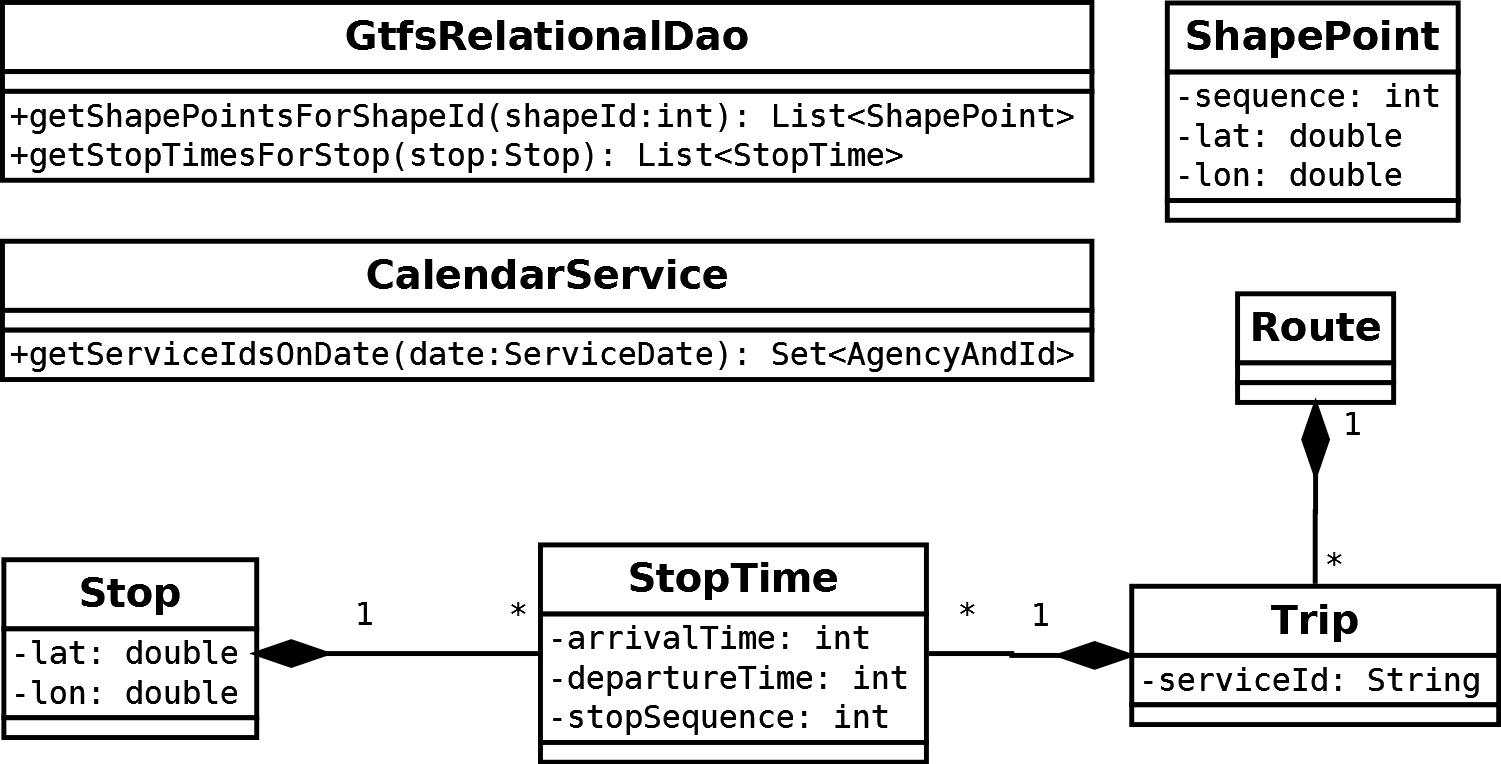 GtfsRelationalDao
+getShapePointsForShapeId(shapeId:int): List<ShapePoint>
+getStopTimesForStop(stop:Stop): List<StopTime>
ShapePoint
-sequence: int
-lat: double
-lon: double
CalendarService
+getServiceIdsOnDate(date:ServiceDate): Set<AgencyAndId>
Route
1
*
Stop
-lat: double
-lon: double
1
*
StopTime
-arrivalTime: int
-departureTime: int
-stopSequence: int
*
1
Trip
-serviceId: String